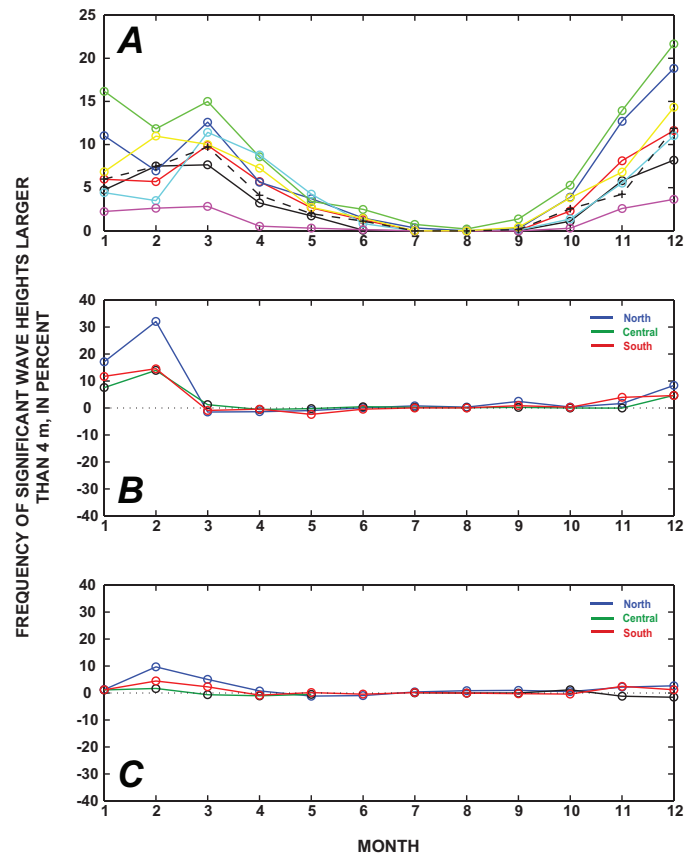 FREQUENCY OF SIGNIFICANT WAVE HEIGHTS LARGER
THAN 4 m, IN PERCENT
A
25
20
15
10
5
0
1 2 3 4 5 6 7 8 9 10 11 12
B
40
30
20
10
0
-10
-20
-30
-40
1 2 3 4 5 6 7 8 9 10 11 12
North
Central
South
C
40
30
20
10
0
-10
-20
-30
-40
1 2 3 4 5 6 7 8 9 10 11 12
North
Central
South
MONTH